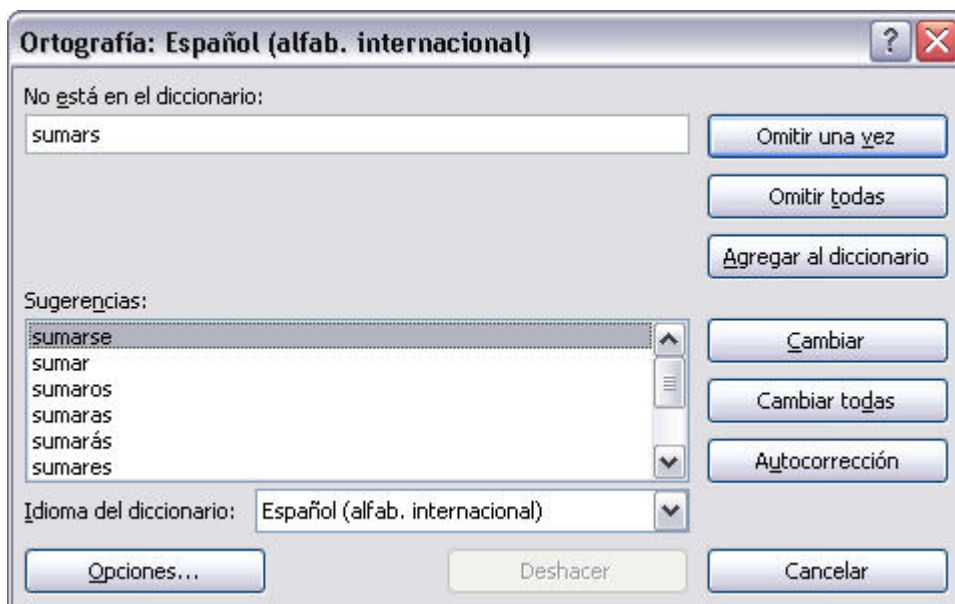 Ortografía: Español (alfab. internacional)
No está en el diccionario:
sumars
Omitir una vez
Omitir todas
Agregar al diccionario
Sugerencias:
sumarse
sumar
sumaros
sumaras
sumarás
sumares
Cambiar
Cambiar todas
Autocorrección
Idioma del diccionario: Español (alfab. internacional)
Opciones...
Deshacer
Cancelar